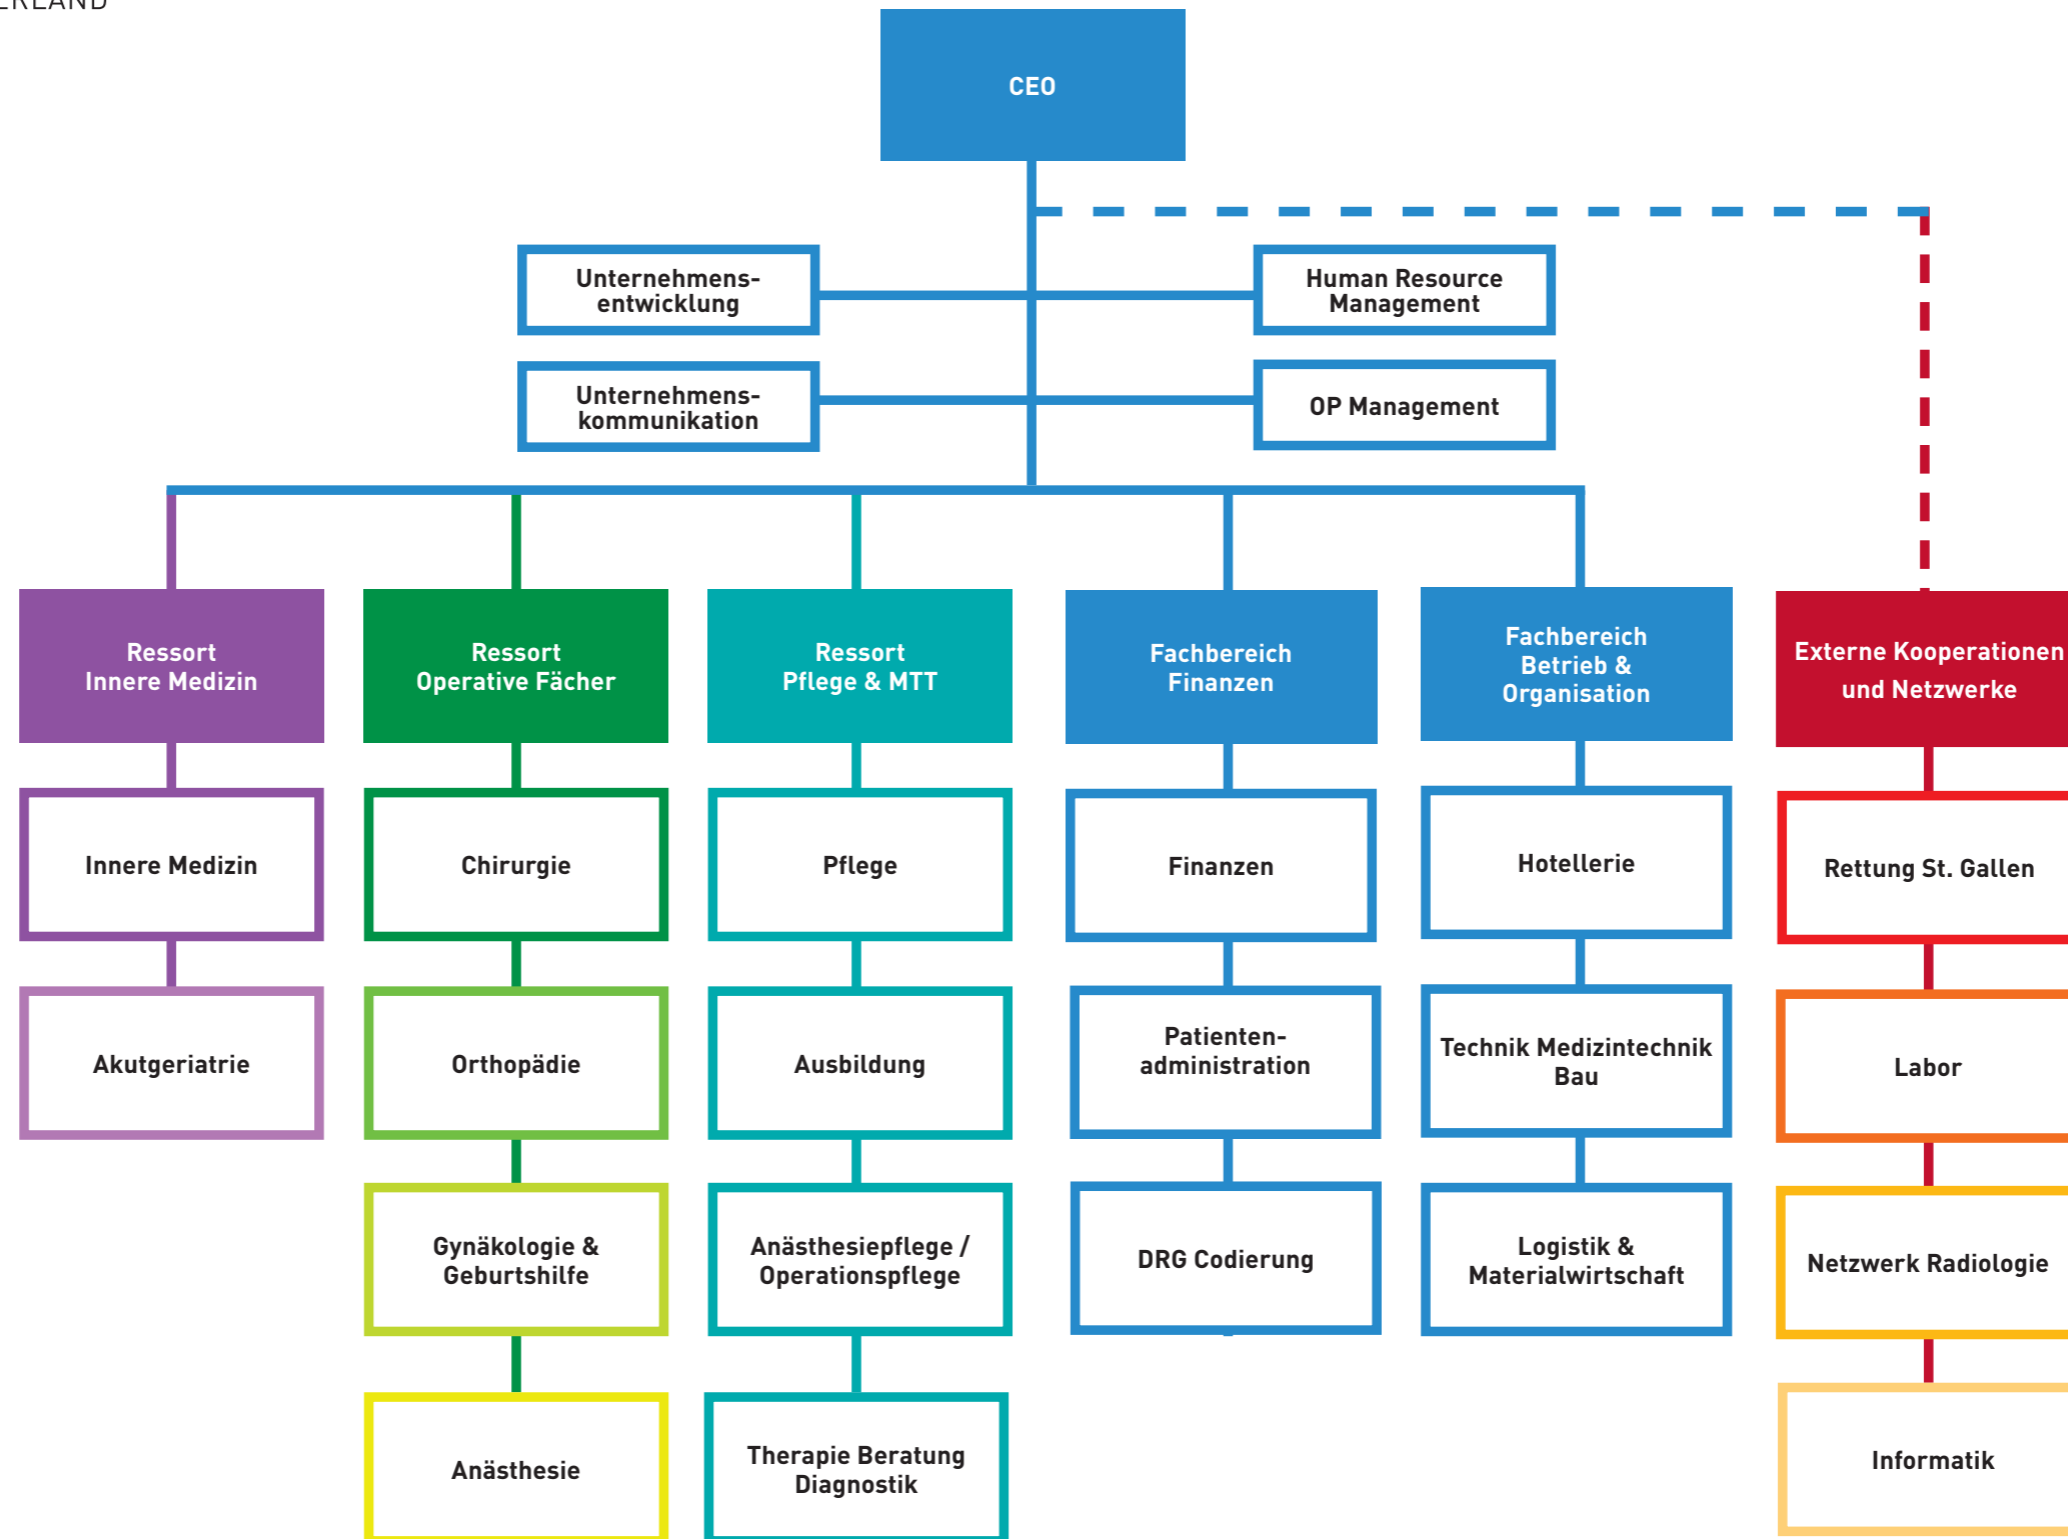 CEO
Unternehmens-
entwicklung
Human Resource
Management
Unternehmens-
kommunikation
OP Management
Ressort
Innere Medizin
Ressort
Operative Fächer
Ressort
Pflege & MTT
Fachbereich
Finanzen
Fachbereich
Betrieb &
Organisation
Externe Kooperationen
und Netzwerke
Innere Medizin
Chirurgie
Pflege
Finanzen
Hotellerie
Rettung St. Gallen
Akutgeriatrie
Orthopädie
Ausbildung
Patienten-
administration
Technik Medizintechnik
Bau
Labor
Gynäkologie &
Geburtshilfe
Anästhesiepflege /
Operationspflege
DRG Codierung
Logistik &
Materialwirtschaft
Netzwerk Radiologie
Anästhesie
Therapie Beratung
Diagnostik
Informatik